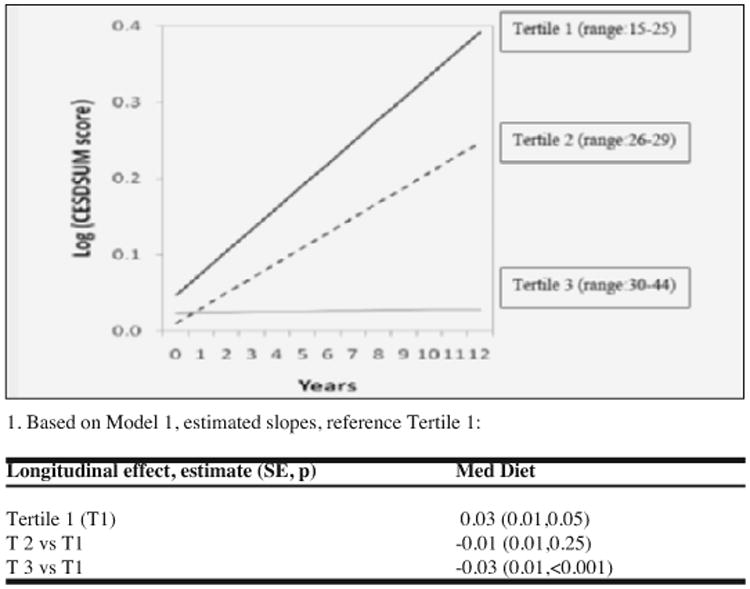 0.4
0.3
0.2
0.1
0.0
Log (CESDSUM score)
0 1 2 3 4 5 6 7 8 9 10 11 12
Years
Tertile 1 (range:15-25)
Tertile 2 (range:26-29)
Tertile 3 (range:30-44)
1. Based on Model 1, estimated slopes, reference Tertile 1:
Longitudinal effect, estimate (SE, p) Med Diet
Tertile 1 (T1) 0.03 (0.01,0.05)
T 2 vs T1 -0.01 (0.01,0.25)
T 3 vs T1 -0.03 (0.01,<0.001)